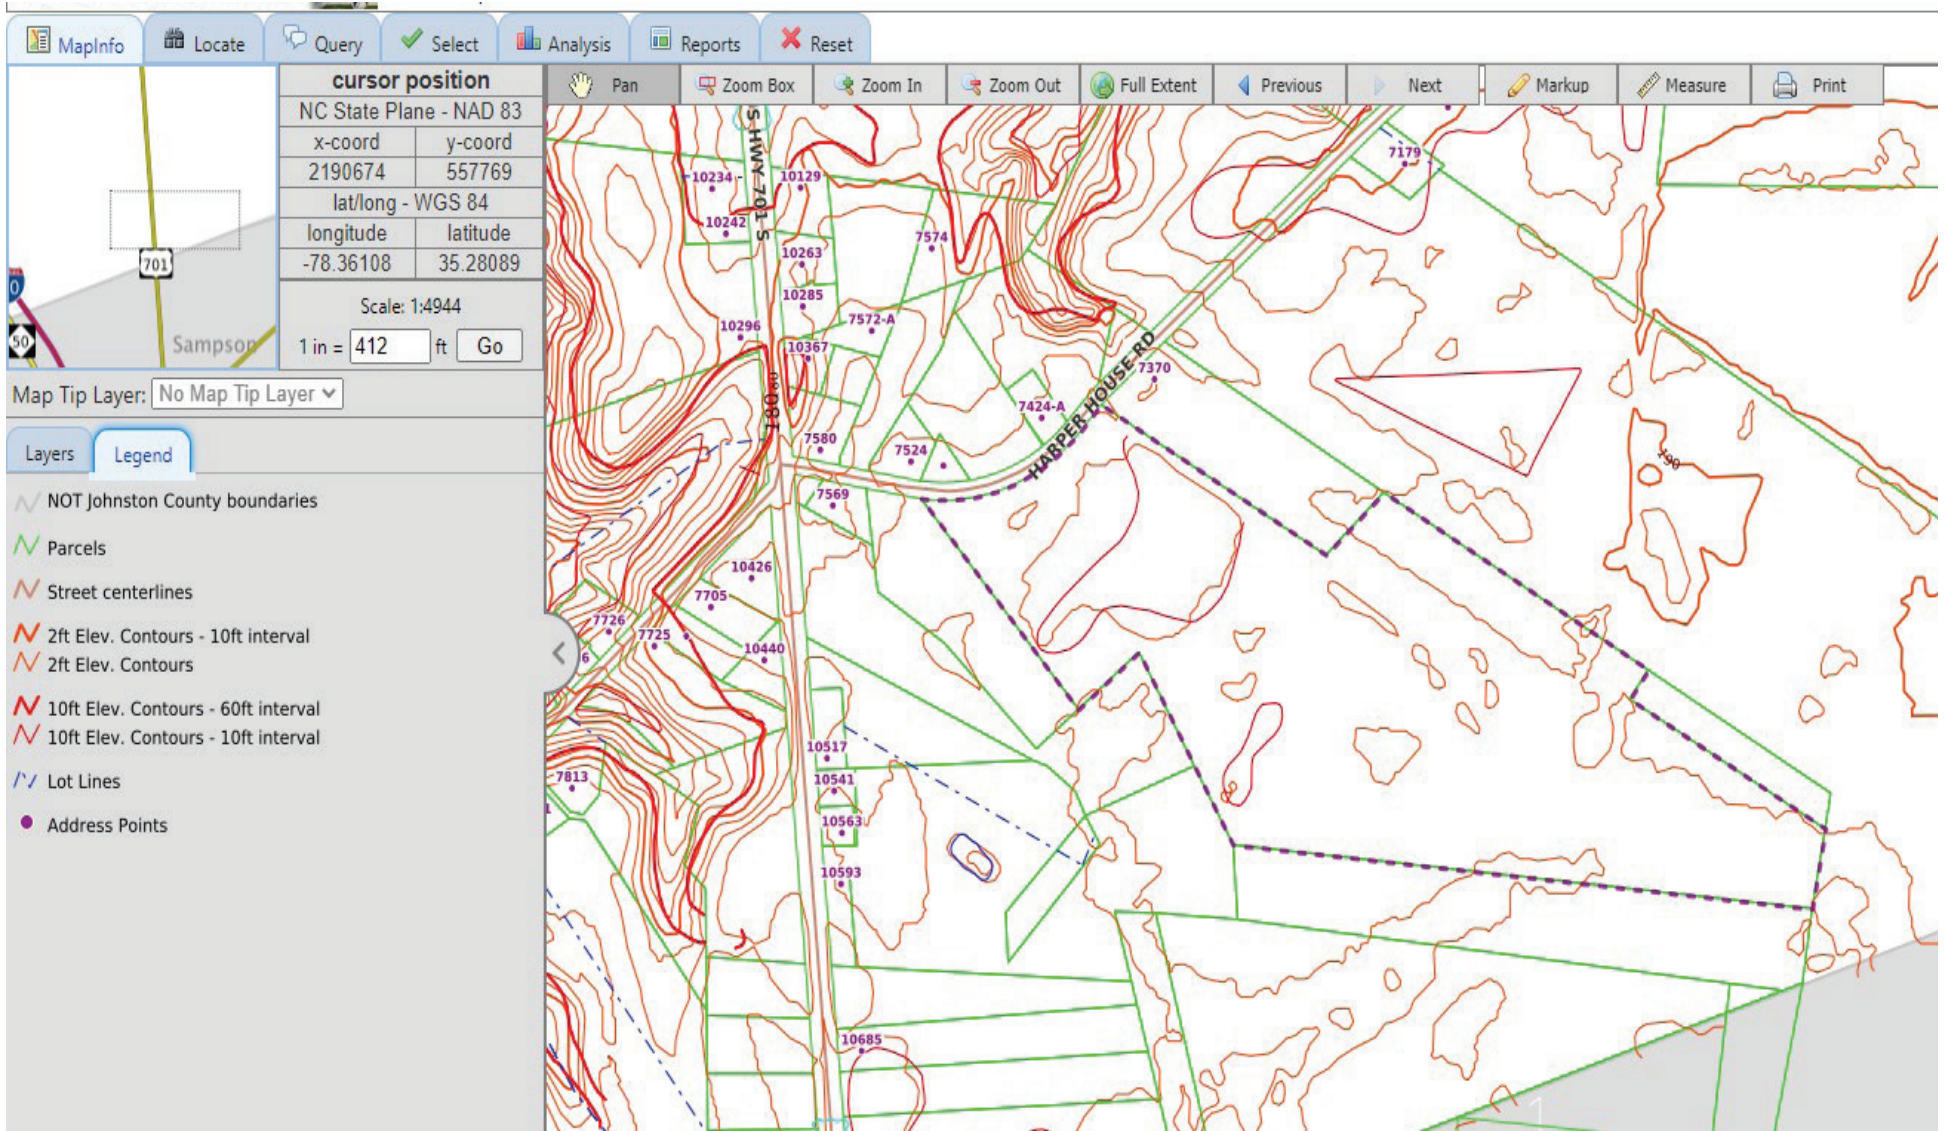 MapInfo
Locate
Query
Select
Analysis
Reports
Reset
Pan
Zoom Box
Zoom In
Zoom Out
Full Extent
Previous
Next
Markup
Measure
Print
701
50
Sampson
cursor position
NC State Plane - NAD 83
x-coord y-coord
2190674 557769
lat/long - WGS 84
longitude latitude
-78.36108 35.28089
Scale: 1:4944
1 in = 412 ft Go
Map Tip Layer: No Map Tip Layer
Layers
Legend
NOT Johnston County boundaries
Parcels
Street centerlines
2ft Elev. Contours - 10ft interval
2ft Elev. Contours
10ft Elev. Contours - 60ft interval
10ft Elev. Contours - 10ft interval
Lot Lines
Address Points
S HWY 701 S
HARPER HOUSE RD
7179
10234
10129
10242
7574
10263
10285
7572-A
10296
10367
7370
180
7424-A
7580
7524
190
7569
10426
7705
7726
7725
10440
6
10517
7813
10541
10563
10593
10685